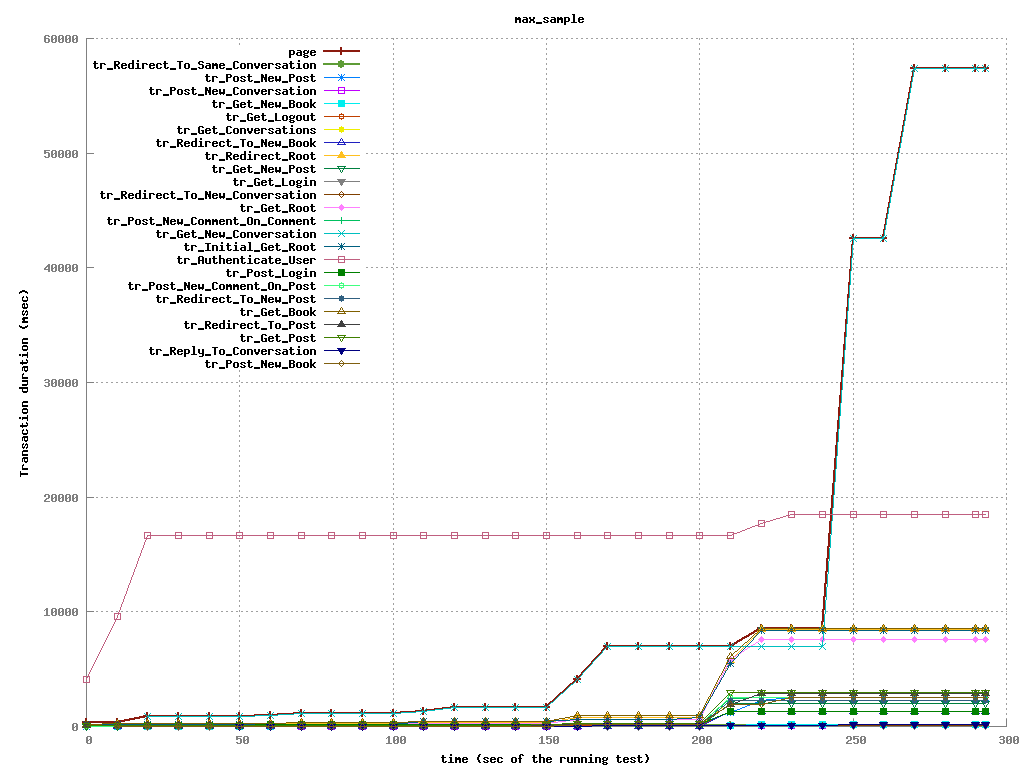 max_sample
60000
50000
40000
30000
20000
10000
0
Transaction duration (msec)
page
tr_Redirect_To_Same_Conversation
tr_Post_New_Post
tr_Post_New_Conversation
tr_Get_New_Book
tr_Get_Logout
tr_Get_Conversations
tr_Redirect_To_New_Book
tr_Redirect_Root
tr_Get_New_Post
tr_Get_Login
tr_Redirect_To_New_Conversation
tr_Get_Root
tr_Post_New_Comment_On_Comment
tr_Get_New_Conversation
tr_Initial_Get_Root
tr_Authenticate_User
tr_Post_Login
tr_Post_New_Comment_On_Post
tr_Redirect_To_New_Post
tr_Get_Book
tr_Redirect_To_Post
tr_Get_Post
tr_Reply_To_Conversation
tr_Post_New_Book
0 50 100 150 200 250 300
time (sec of the running test)